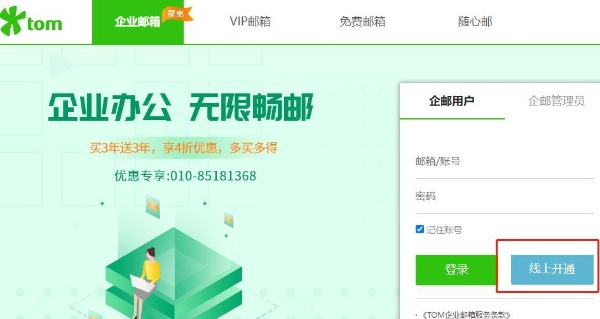 tom
企业邮箱 聚惠
VIP邮箱
免费邮箱
随心邮
企业办公 无限畅邮
买3年送3年，享4折优惠，多买多得
优惠专享:010-85181368
企邮用户
企邮管理员
邮箱/账号
密码
记住账号
登录
线上开通
·《TOM企业邮箱服务条款》